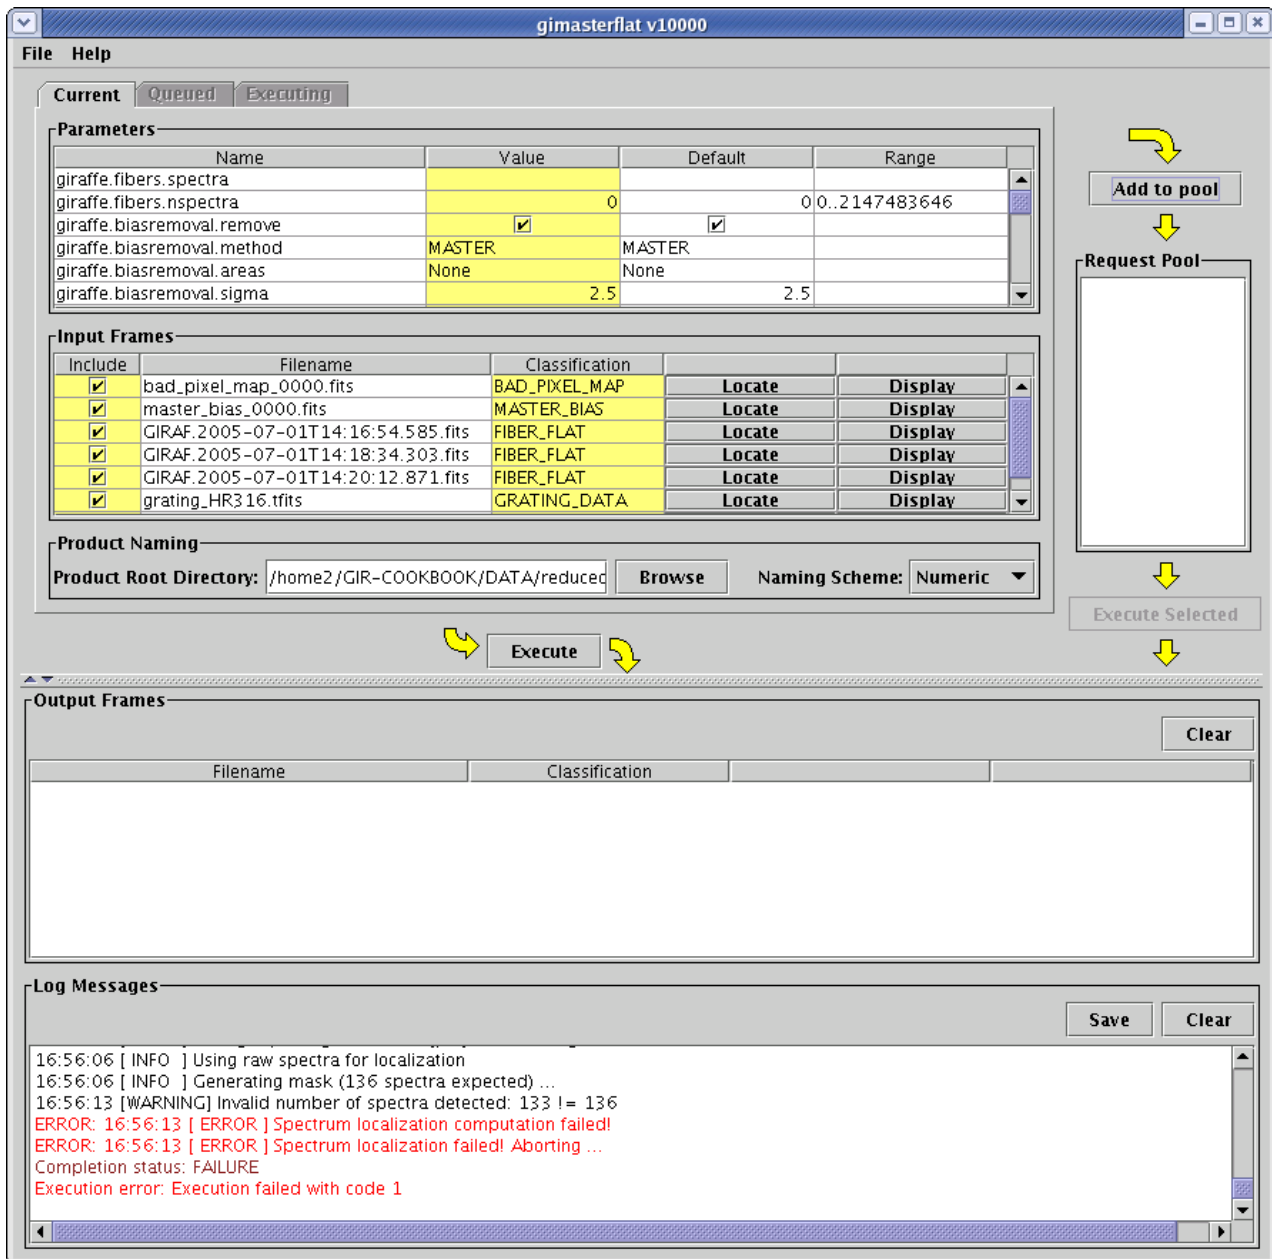 gimasterflat v10000
File Help
Current Queued Executing
Parameters
Name Value Default Range
giraffe.fibers.spectra
giraffe.fibers.nspectra 0 0 0..2147483646
giraffe.biasremoval.remove
giraffe.biasremoval.method MASTER MASTER
giraffe.biasremoval.areas None None
giraffe.biasremoval.sigma 2.5 2.5
Add to pool
Request Pool
Input Frames
Include Filename Classification
bad_pixel_map_0000.fits BAD_PIXEL_MAP Locate Display
master_bias_0000.fits MASTER_BIAS Locate Display
GIRAF.2005-07-01T14:16:54.585.fits FIBER_FLAT Locate Display
GIRAF.2005-07-01T14:18:34.303.fits FIBER_FLAT Locate Display
GIRAF.2005-07-01T14:20:12.871.fits FIBER_FLAT Locate Display
grating_HR316.tfits GRATING_DATA Locate Display
Product Naming
Product Root Directory: /home2/GIR-COOKBOOK/DATA/reduced Browse Naming Scheme: Numeric
Execute Selected
Execute
Output Frames
Clear
Filename Classification
Log Messages
Save Clear
16:56:06 [ INFO ] Using raw spectra for localization
16:56:06 [ INFO ] Generating mask (136 spectra expected) ...
16:56:13 [WARNING] Invalid number of spectra detected: 133 != 136
ERROR: 16:56:13 [ ERROR ] Spectrum localization computation failed!
ERROR: 16:56:13 [ ERROR ] Spectrum localization failed! Aborting ...
Completion status: FAILURE
Execution error: Execution failed with code 1